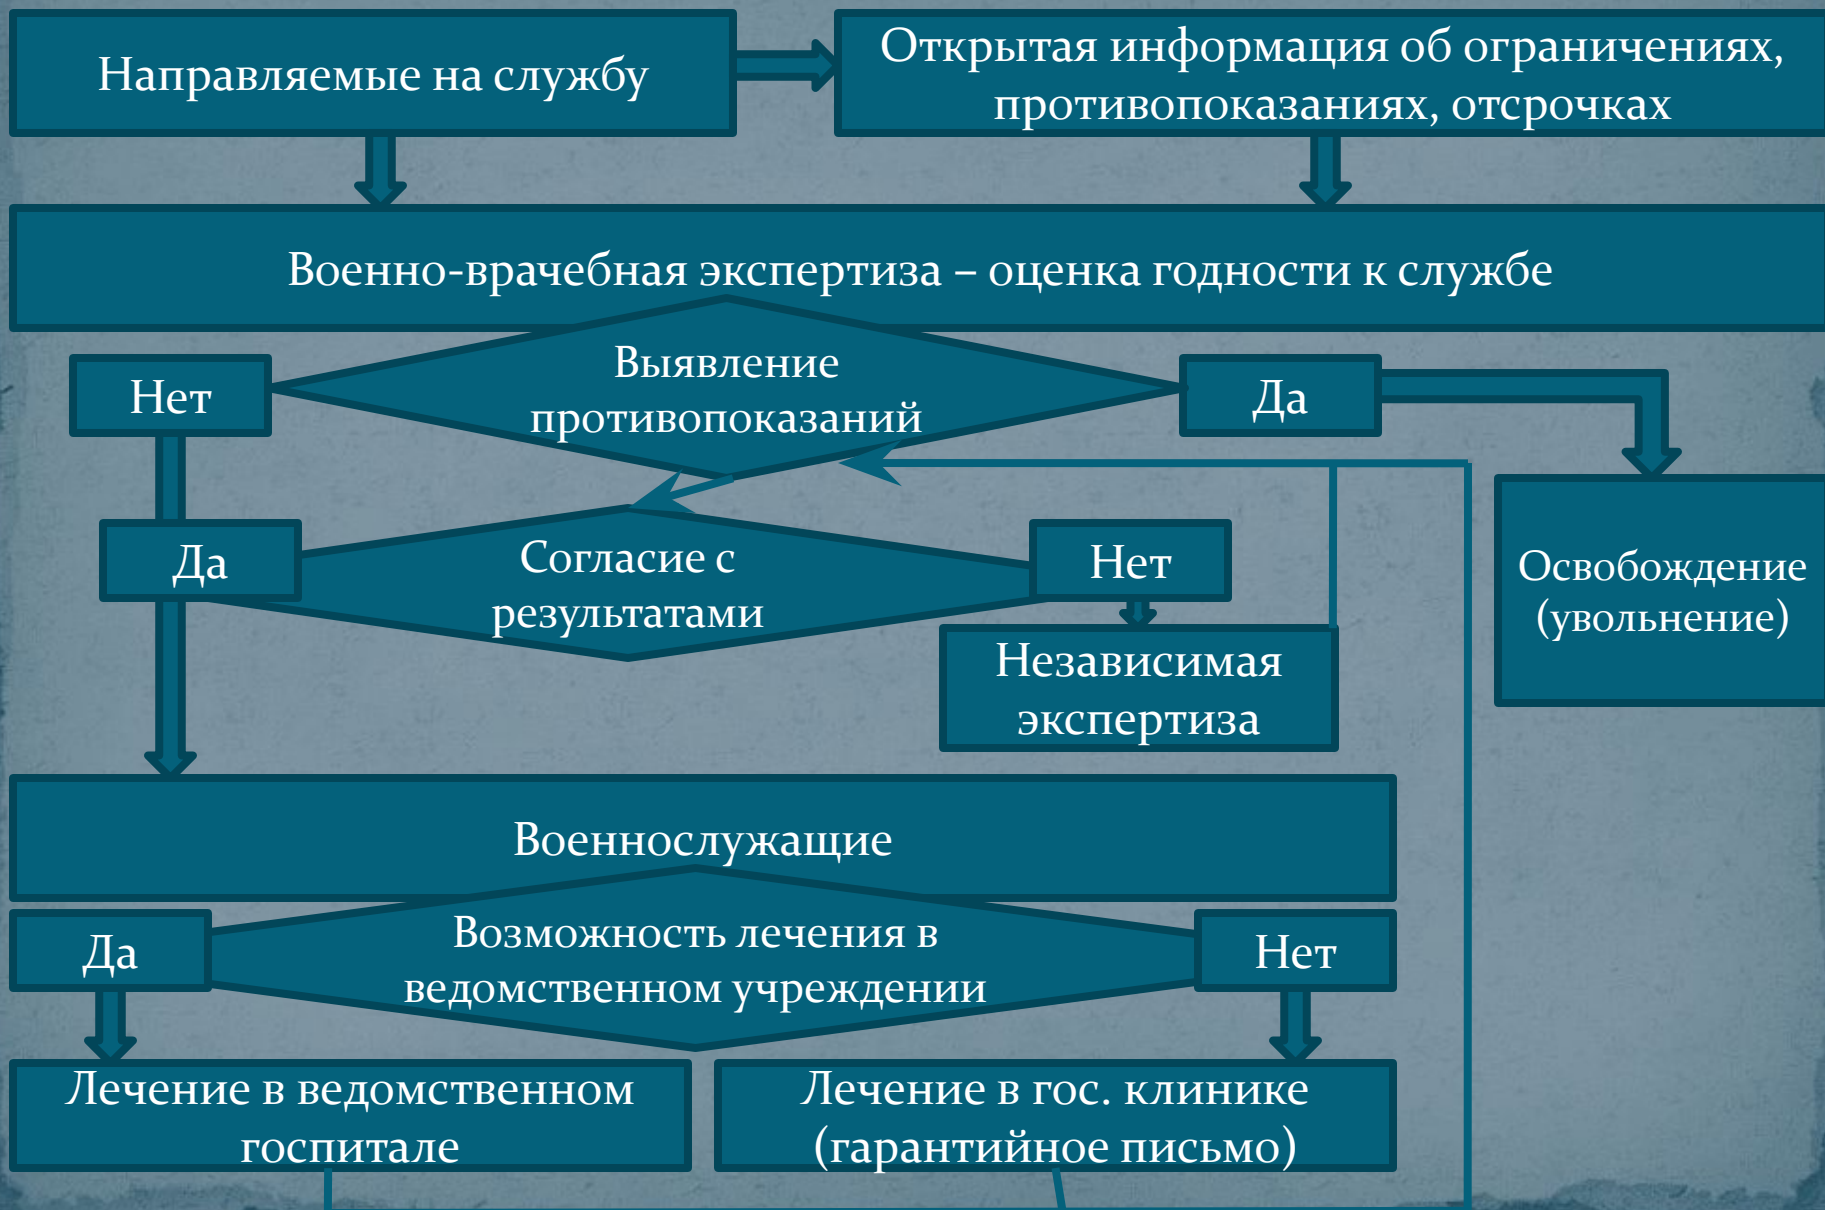 Направляемые на службу
Открытая информация об ограничениях,
противопоказаниях, отсрочках
Военно-врачебная экспертиза – оценка годности к службе
Выявление
противопоказаний
Нет
Да
Согласие с
результатами
Да
Нет
Независимая
экспертиза
Освобождение
(увольнение)
Военнослужащие
Возможность лечения в
ведомственном учреждении
Да
Нет
Лечение в ведомственном
госпитале
Лечение в гос. клинике
(гарантийное письмо)